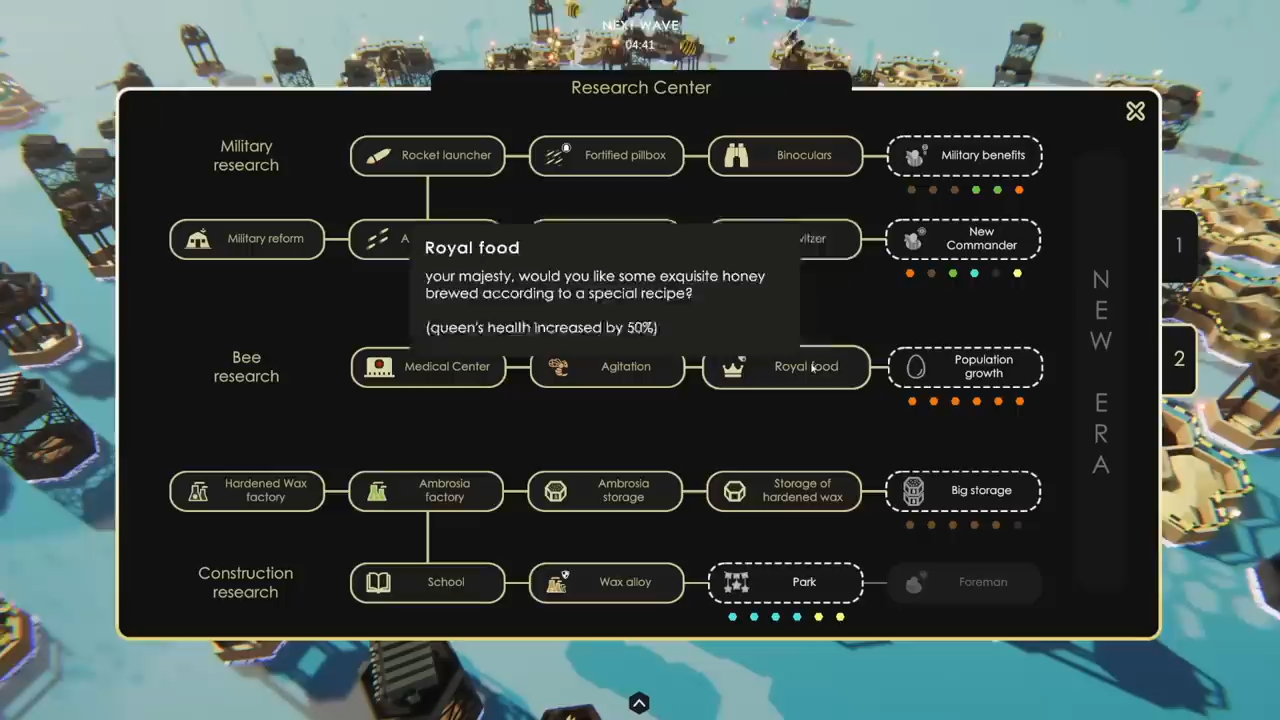 NEXT WAVE
04:41
Research Center
Military
research
Rocket launcher
Fortified pillbox
Binoculars
Military benefits
Military reform
A
vitzer
New
Commander
1
Royal food
your majesty, would you like some exquisite honey
brewed according to a special recipe?
(queen's health increased by 50%)
NEW ERA
Bee
research
Medical Center
Agitation
Royal food
Population
growth
2
Hardened Wax
factory
Ambrosia
factory
Ambrosia
storage
Storage of
hardened wax
Big storage
Construction
research
School
Wax alloy
Park
Foreman